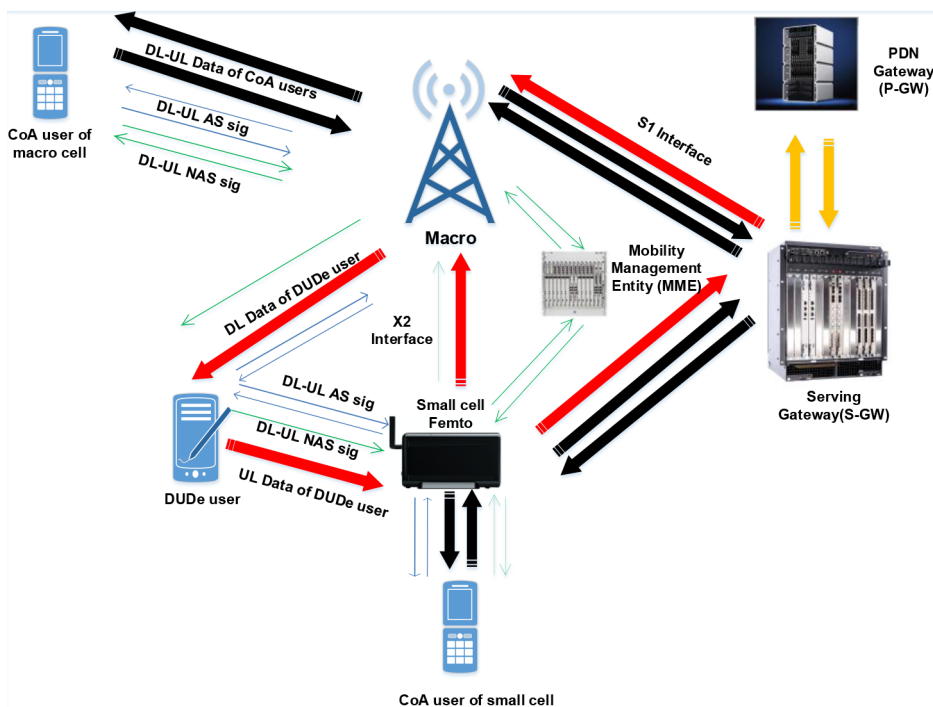 DL-UL Data of CoA users
DL-UL AS sig
DL-UL NAS sig
CoA user of
macro cell
PDN
Gateway
(P-GW)
S1 Interface
Macro
Mobility
Management
Entity (MME)
DL Data of DUDe user
X2
Interface
DL-UL AS sig
Small cell
Femto
Serving
Gateway(S-GW)
DL-UL NAS sig
UL Data of DUDe user
DUDe user
CoA user of small cell